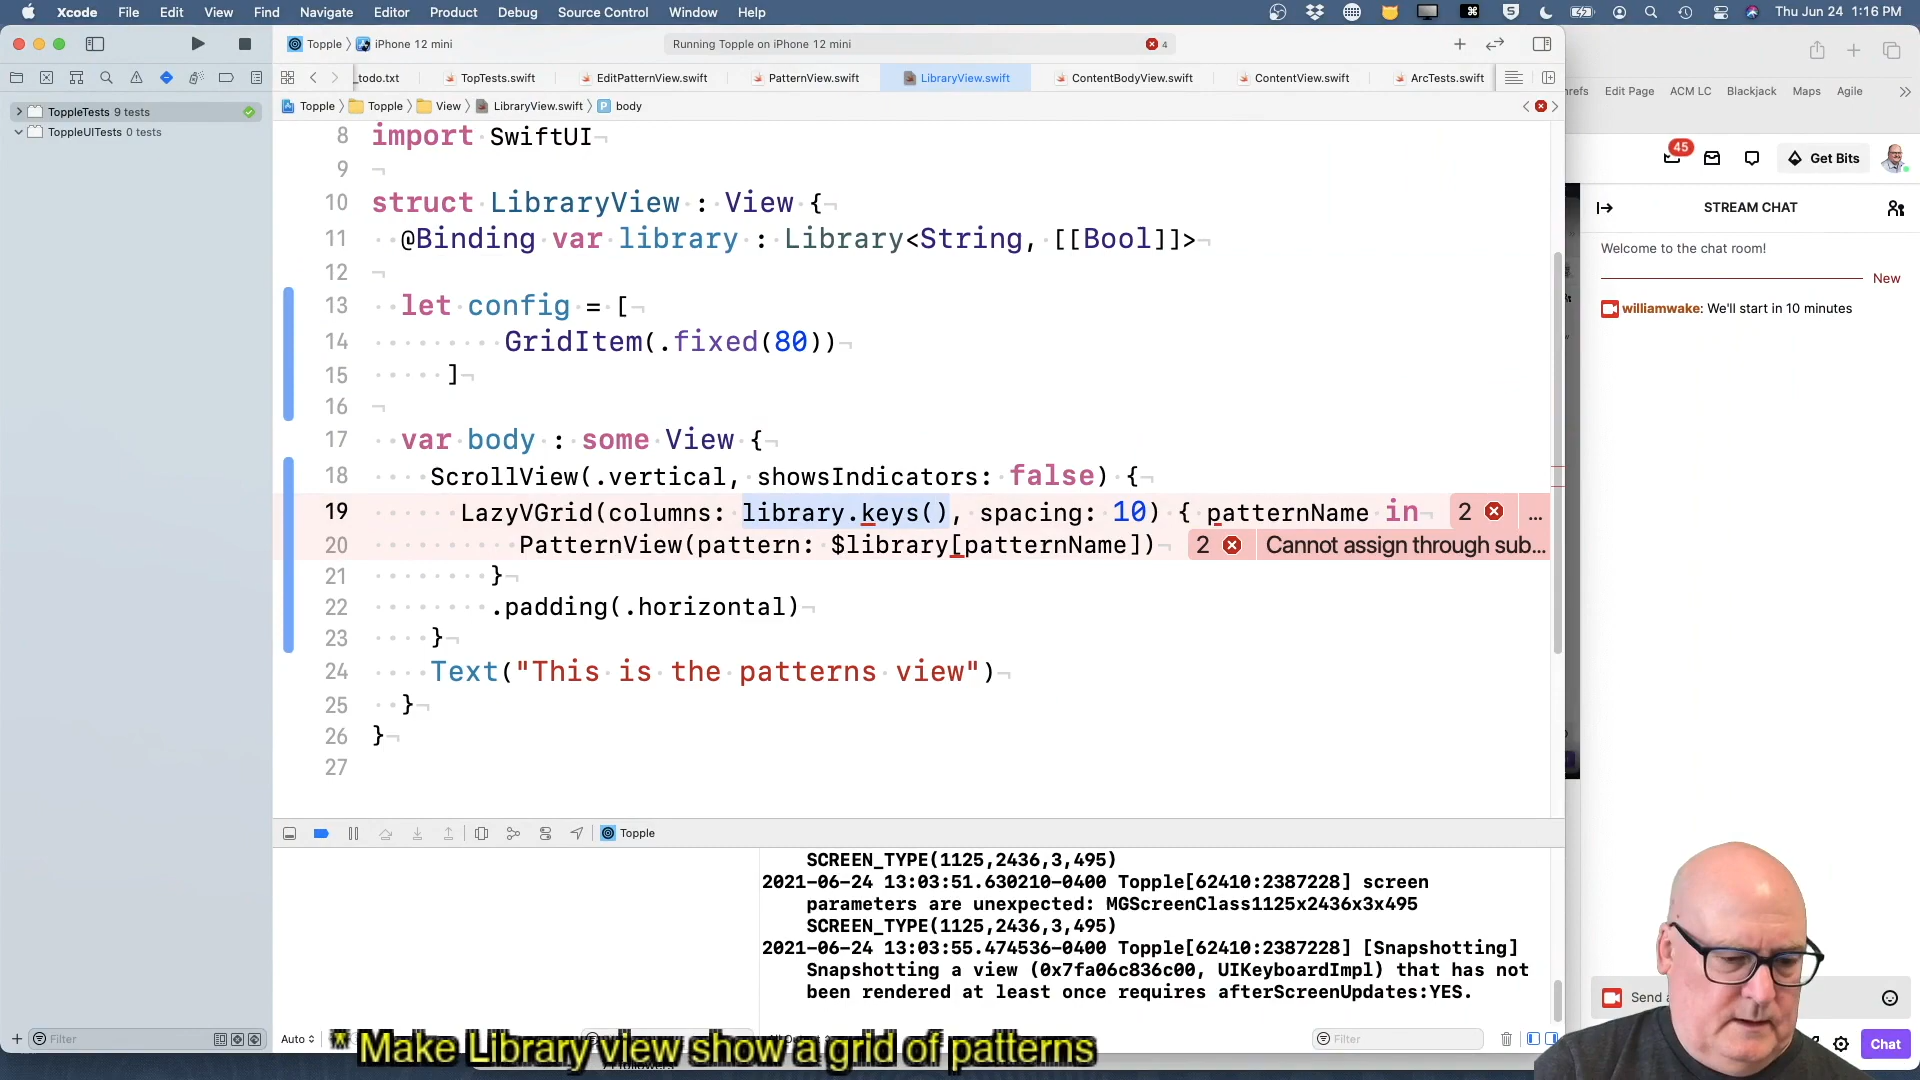 Xcode File Edit View Find Navigate Editor Product Debug Source Control Window Help Thu Jun 24 1:16 PM
Topple iPhone 12 mini Running Topple on iPhone 12 mini 4
_todo.txt TopTests.swift EditPatternView.swift PatternView.swift LibraryView.swift ContentBodyView.swift ContentView.swift ArcTests.swift
Topple Topple View LibraryView.swift body
ToppleTests 9 tests
ToppleUITests 0 tests
8 import SwiftUI¬
9 ¬
10 struct LibraryView : View {¬
11 @Binding var library : Library<String, [[Bool]]>¬
12 ¬
13 let config = [¬
14 GridItem(.fixed(80))¬
15 ]¬
16 ¬
17 var body : some View {¬
18 ScrollView(.vertical, showsIndicators: false) {¬
19 LazyVGrid(columns: library.keys(), spacing: 10) { patternName in¬ 2 ...
20 PatternView(pattern: $library[patternName])¬ 2 Cannot assign through sub...
21 }¬
22 .padding(.horizontal)¬
23 }¬
24 Text("This is the patterns view")¬
25 }¬
26 }¬
27
Topple
SCREEN_TYPE(1125,2436,3,495)
2021-06-24 13:03:51.630210-0400 Topple[62410:2387228] screen
parameters are unexpected: MGScreenClass1125x2436x3x495
SCREEN_TYPE(1125,2436,3,495)
2021-06-24 13:03:55.474536-0400 Topple[62410:2387228] [Snapshotting]
Snapshotting a view (0x7fa06c836c00, UIKeyboardImpl) that has not
been rendered at least once requires afterScreenUpdates:YES.
Filter Auto Filter
* Make Library view show a grid of patterns
followers
hrefs Edit Page ACM LC Blackjack Maps Agile
45 Get Bits
STREAM CHAT
Welcome to the chat room!
New
williamwake: We'll start in 10 minutes
Send a
Chat